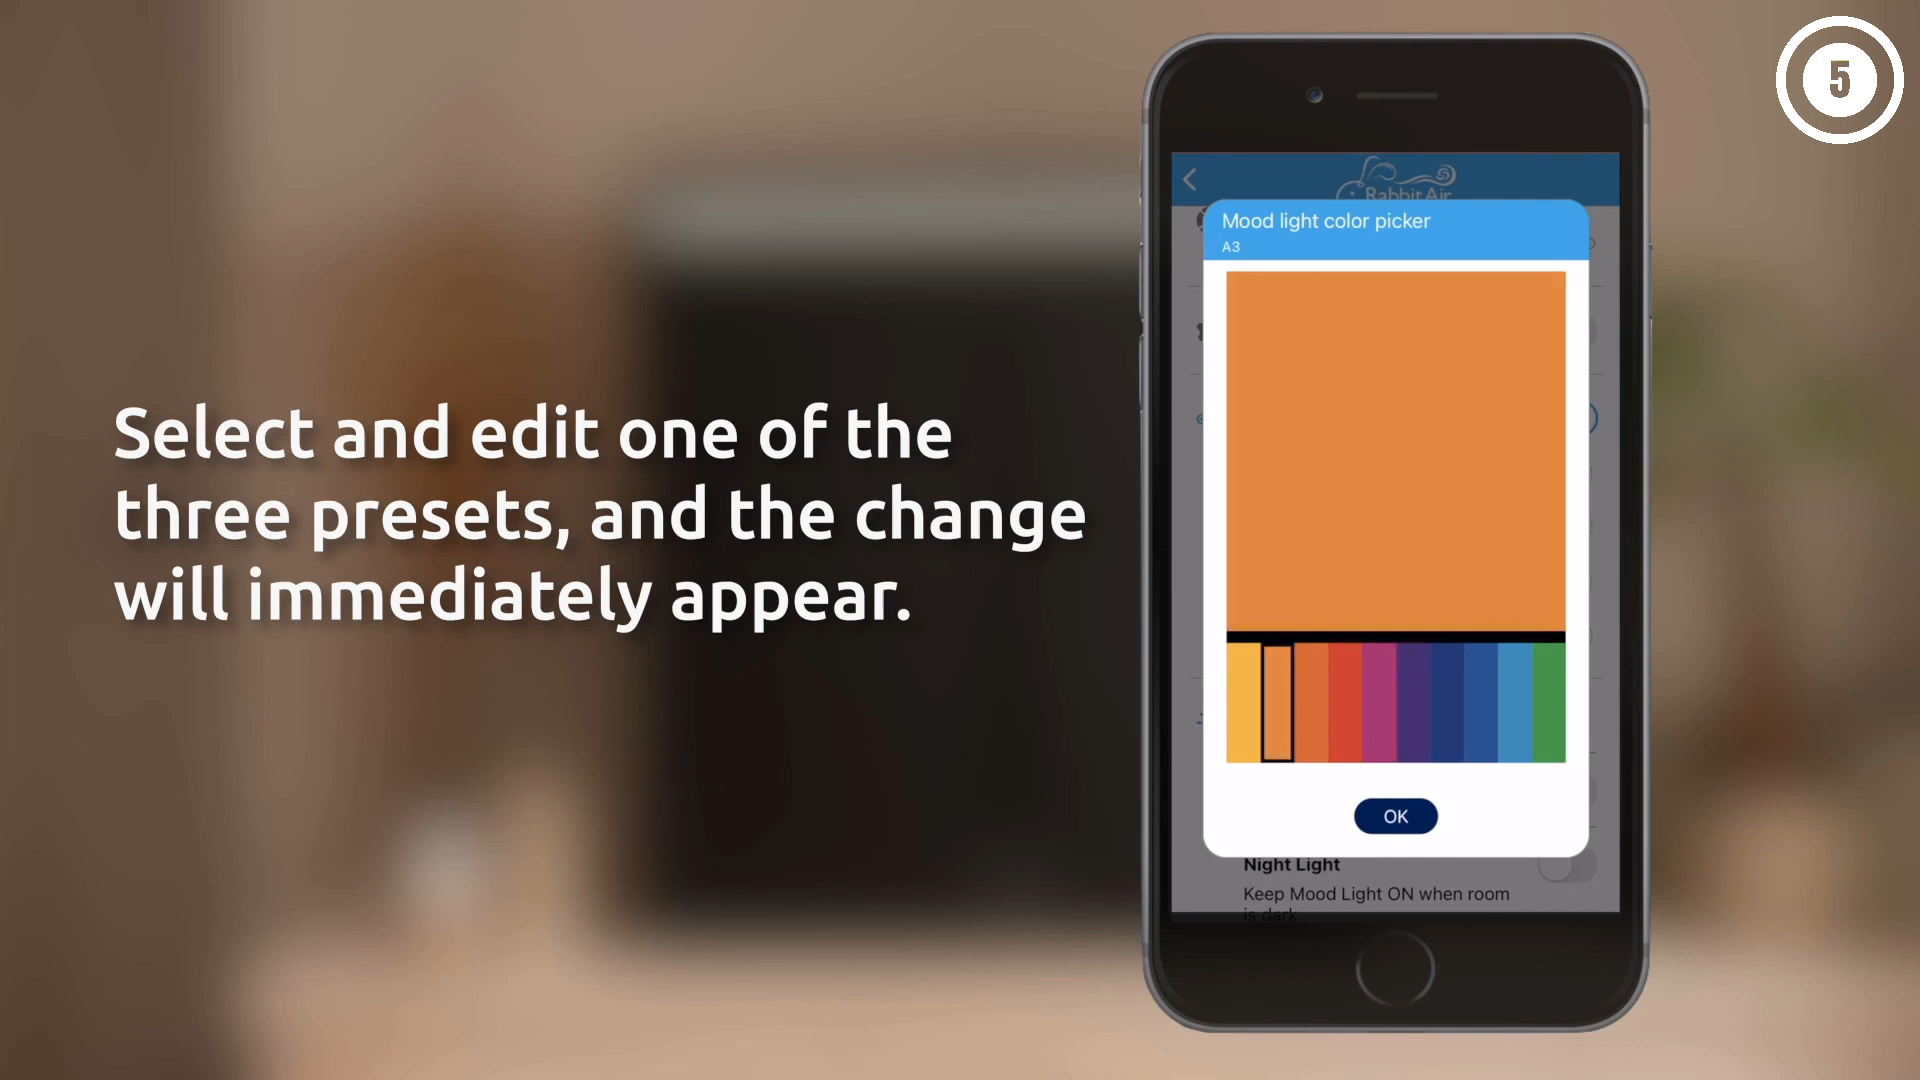 5
Rabbit Air
Mood light color picker
A3
Select and edit one of the
three presets, and the change
will immediately appear.
OK
Night Light
Keep Mood Light ON when room
is dark